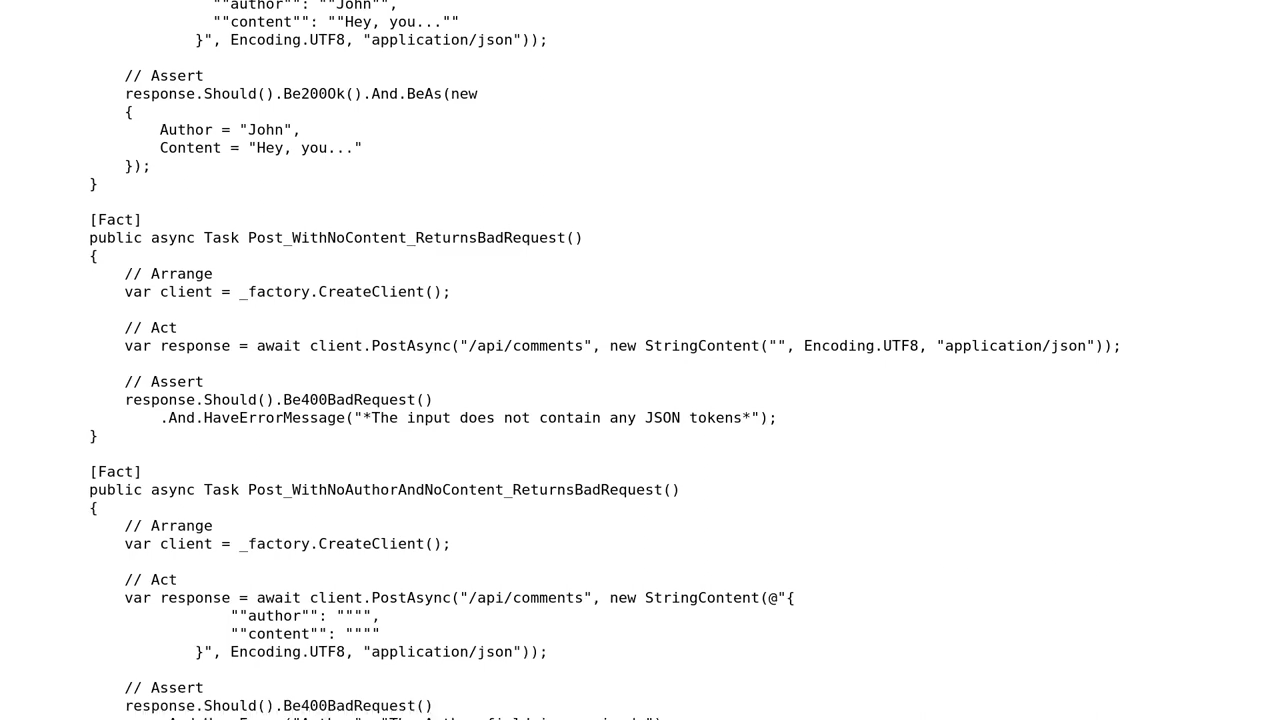 ""author"": ""John"",
""content"": ""Hey, you...""
}", Encoding.UTF8, "application/json"));
// Assert
response.Should().Be200Ok().And.BeAs(new
{
Author = "John",
Content = "Hey, you..."
});
}
[Fact]
public async Task Post_WithNoContent_ReturnsBadRequest()
{
// Arrange
var client = _factory.CreateClient();
// Act
var response = await client.PostAsync("/api/comments", new StringContent("", Encoding.UTF8, "application/json"));
// Assert
response.Should().Be400BadRequest()
.And.HaveErrorMessage("*The input does not contain any JSON tokens*");
}
[Fact]
public async Task Post_WithNoAuthorAndNoContent_ReturnsBadRequest()
{
// Arrange
var client = _factory.CreateClient();
// Act
var response = await client.PostAsync("/api/comments", new StringContent(@"{
""author"": """",
""content"": """"
}", Encoding.UTF8, "application/json"));
// Assert
response.Should().Be400BadRequest()